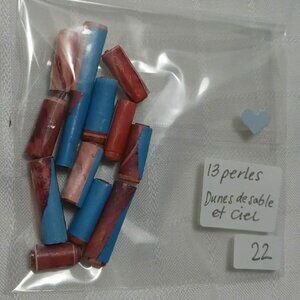 13 perles
Dunes de sable
et Ciel
22